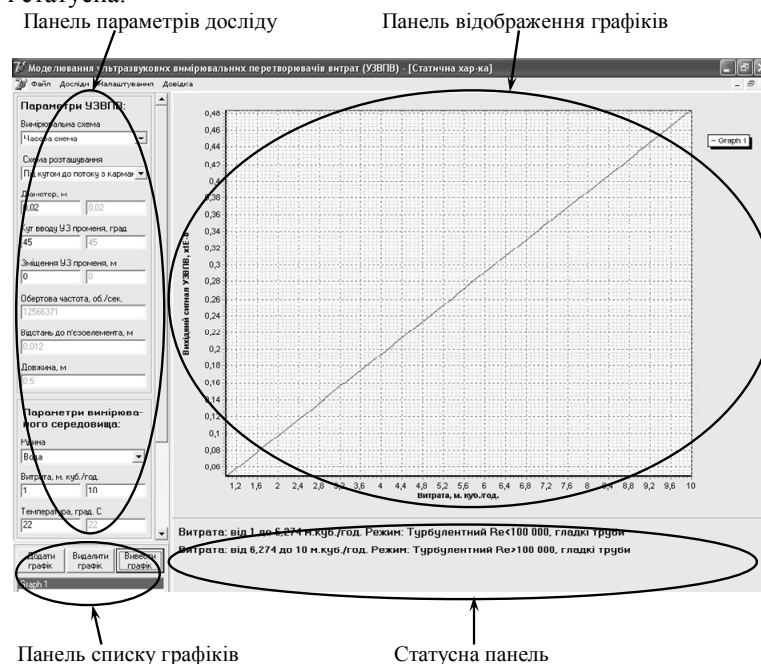 і статусна.
Панель параметрів досліду
Панель відображення графіків
Моделювання ультразвукових вимірювальних перетворювачів витрат (УЗВПВ) - [Статична хар-ка]
Файл Досліди Налаштування Довідка
Параметри УЗВПВ:
Вимірювальна схема
Часова схема
Схема розташування
Під кутом до потоку з карман
Діаметр, м
0,02 0,02
Кут вводу УЗ променя, град
45 45
Зміщення УЗ променя, м
0 0
Обертова частота, об./сек.
12566371
Відстань до п'єзоелемента, м
0,012
Довжина, м
0.5
Параметри вимірюва-
ного середовища:
Рідина
Вода
Витрата, м. куб./год.
1 10
Температура, град. С
22 22
Додати графік
Видалити графік
Вивести графік
Graph 1
Вихідний сигнал УЗВПВ, x1E-6
0,46
0,44
0,42
0,4
0,38
0,36
0,34
0,32
0,3
0,28
0,26
0,24
0,22
0,2
0,18
0,16
0,14
0,12
0,1
0,08
0,06
1,2 1,6 2 2,4 2,8 3,2 3,6 4 4,4 4,8 5,2 5,6 6 6,4 6,8 7,2 7,6 8 8,4 8,8 9,2 9,6 10
Витрата, м. куб./год.
Graph 1
Витрата: від 1 до 6,274 м.куб./год. Режим: Турбулентний Re<100 000, гладкі труби
Витрата: від 6,274 до 10 м.куб./год. Режим: Турбулентний Re>100 000, гладкі труби
Панель списку графіків
Статусна панель